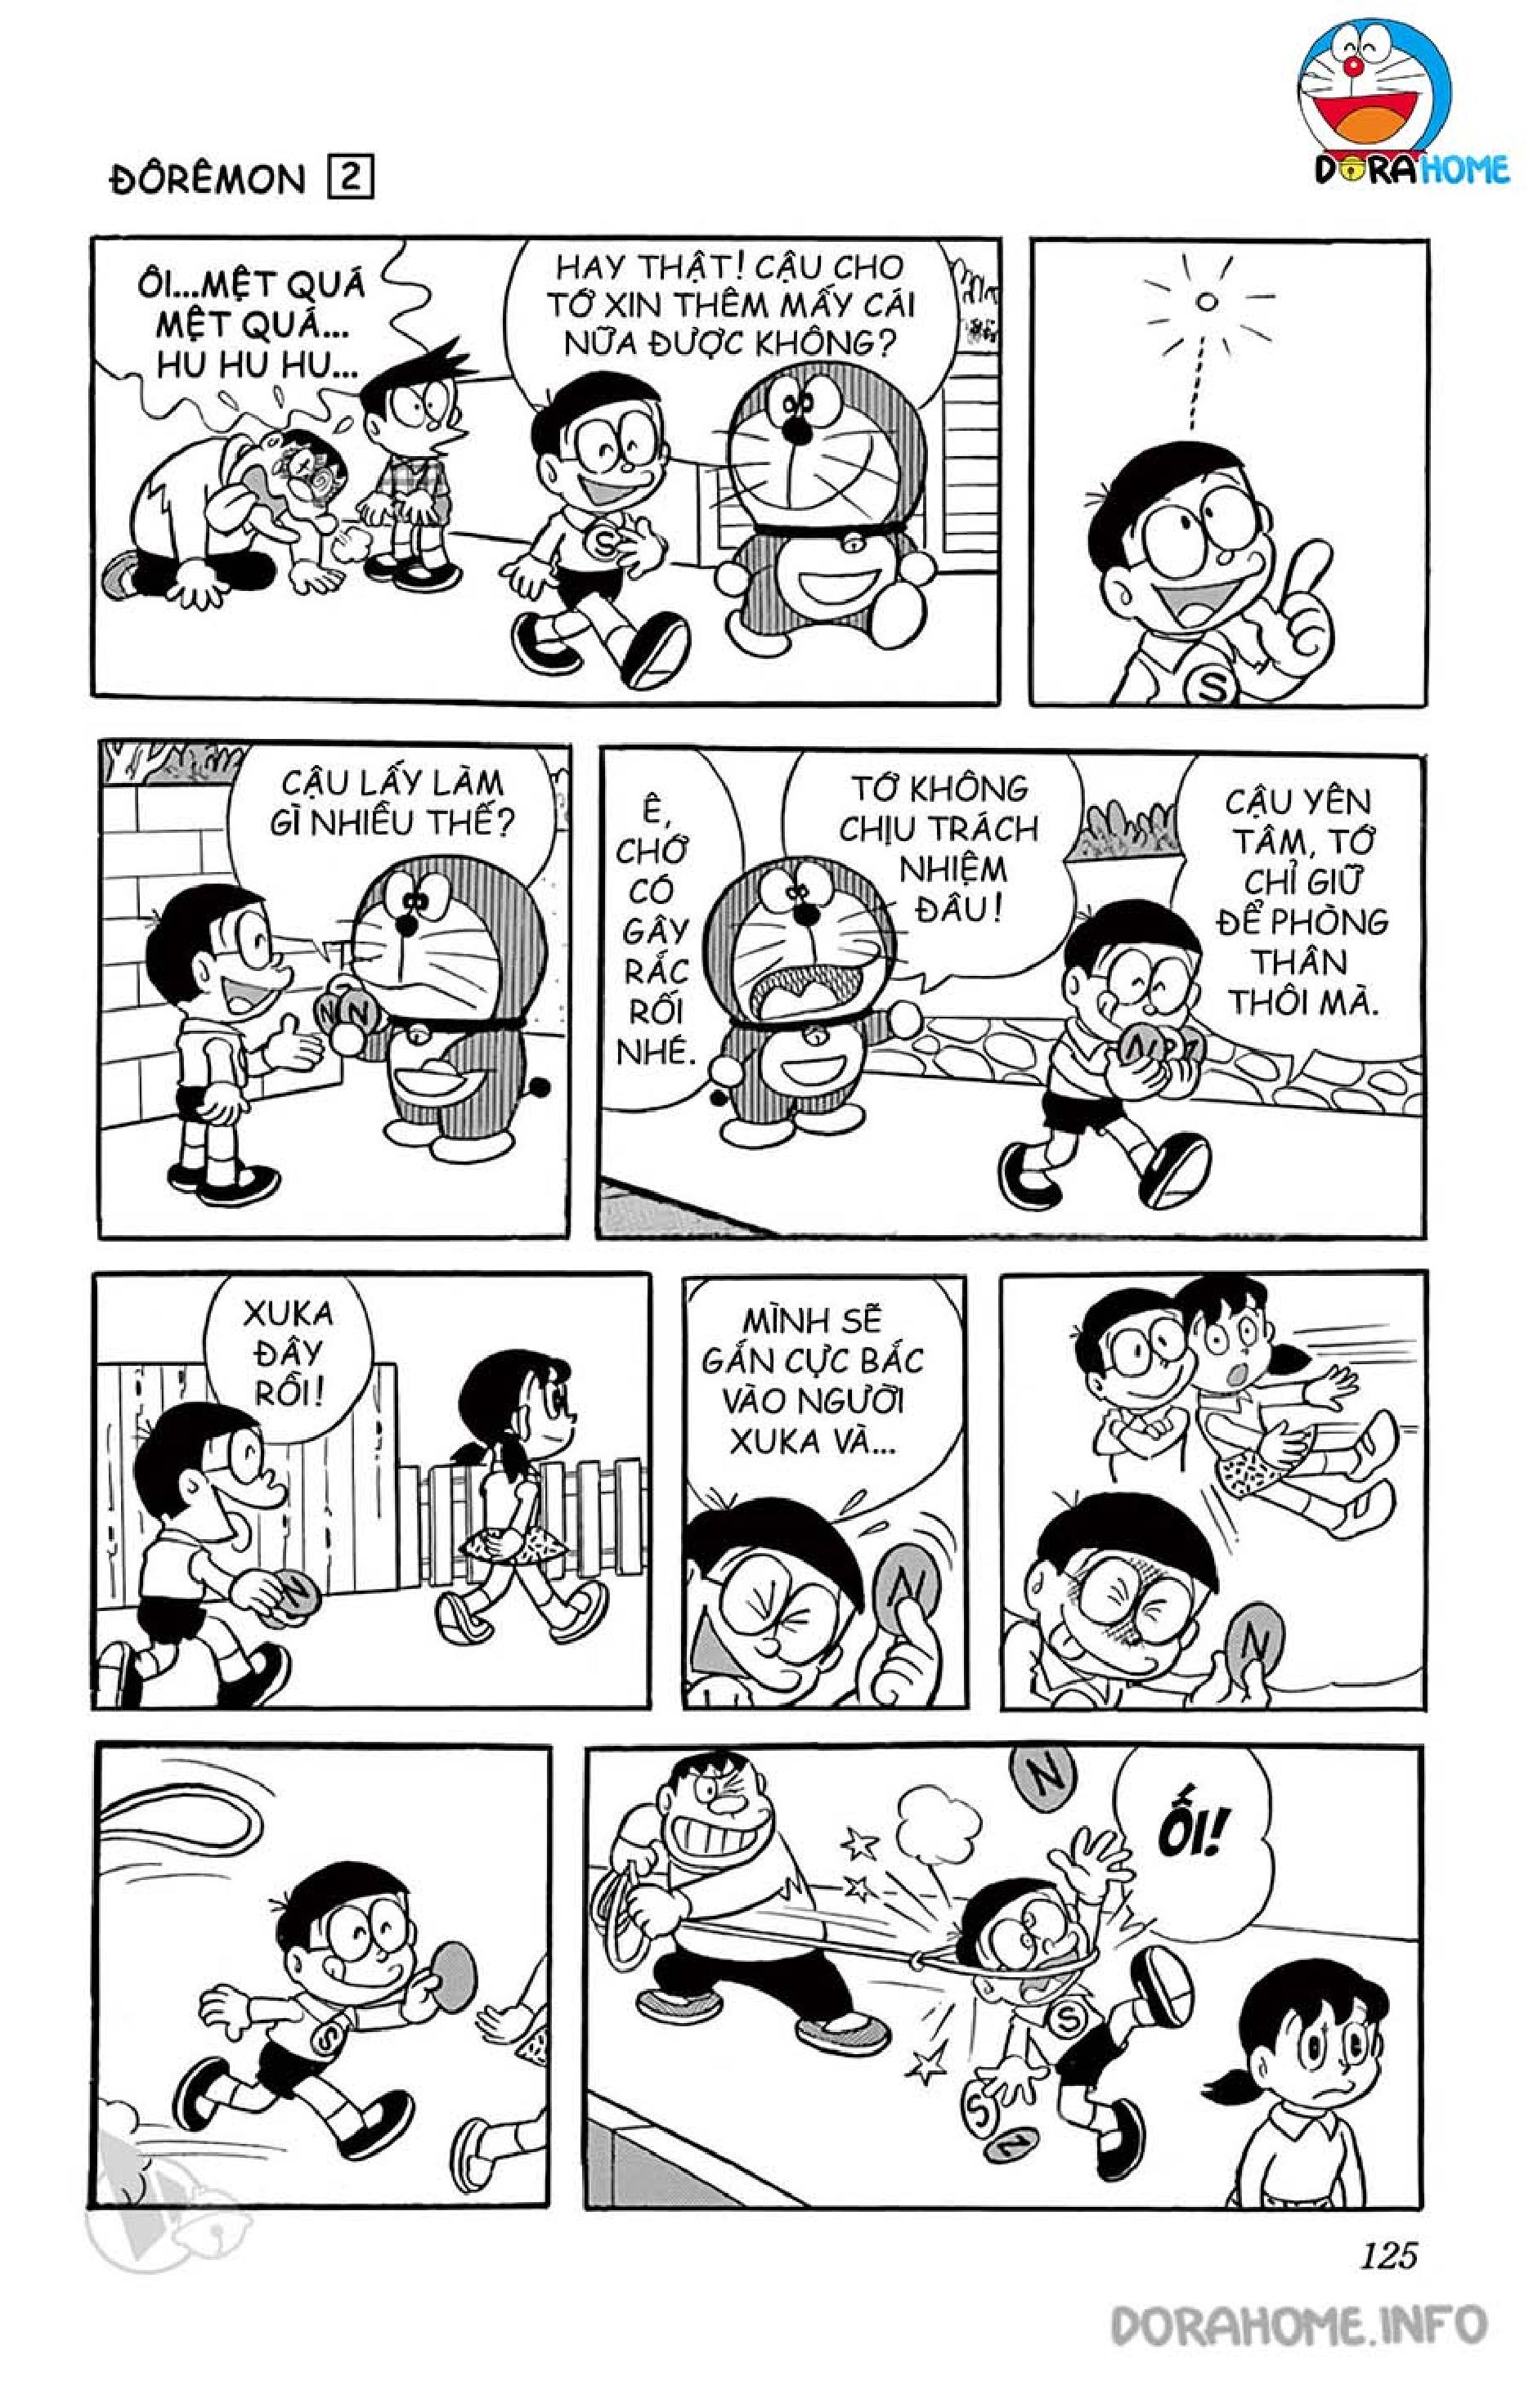 DORAHOME
ĐÔRÊMON 2
ÔI...MỆT QUÁ
MỆT QUÁ...
HU HU HU...
HAY THẬT! CẬU CHO
TỚ XIN THÊM MẤY CÁI
NỮA ĐƯỢC KHÔNG?
S
S
CẬU LẤY LÀM
GÌ NHIỀU THẾ?
N N
Ê,
CHỚ
CÓ
GÂY
RẮC
RỐI
NHÉ.
TỚ KHÔNG
CHỊU TRÁCH
NHIỆM
ĐÂU!
CẬU YÊN
TÂM, TỚ
CHỈ GIỮ
ĐỂ PHÒNG
THÂN
THÔI MÀ.
N
XUKA
ĐÂY
RỒI!
N
MÌNH SẼ
GẮN CỰC BẮC
VÀO NGƯỜI
XUKA VÀ...
N
N
S
N
ỐI!
N
S
S
N
125
DORAHOME.INFO